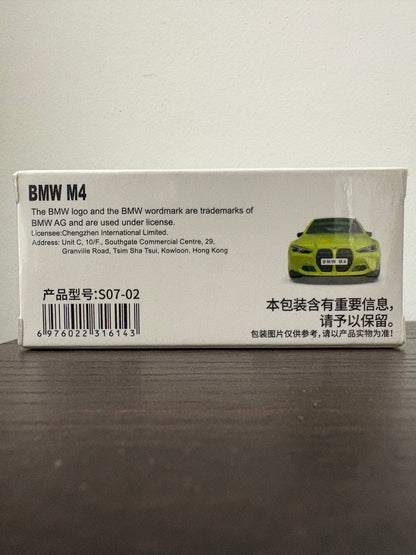 BMW M4
The BMW logo and the BMW wordmark are trademarks of
BMW AG and are used under license.
Licensee:Chengzhen International Limited.
Address: Unit C, 10/F., Southgate Commercial Centre, 29,
Granville Road, Tsim Sha Tsui, Kowloon, Hong Kong
BMW M4
产品型号:S07-02
6 976022 316143
本包装含有重要信息,
请予以保留。
包装图片仅供参考,请以产品实物为准!